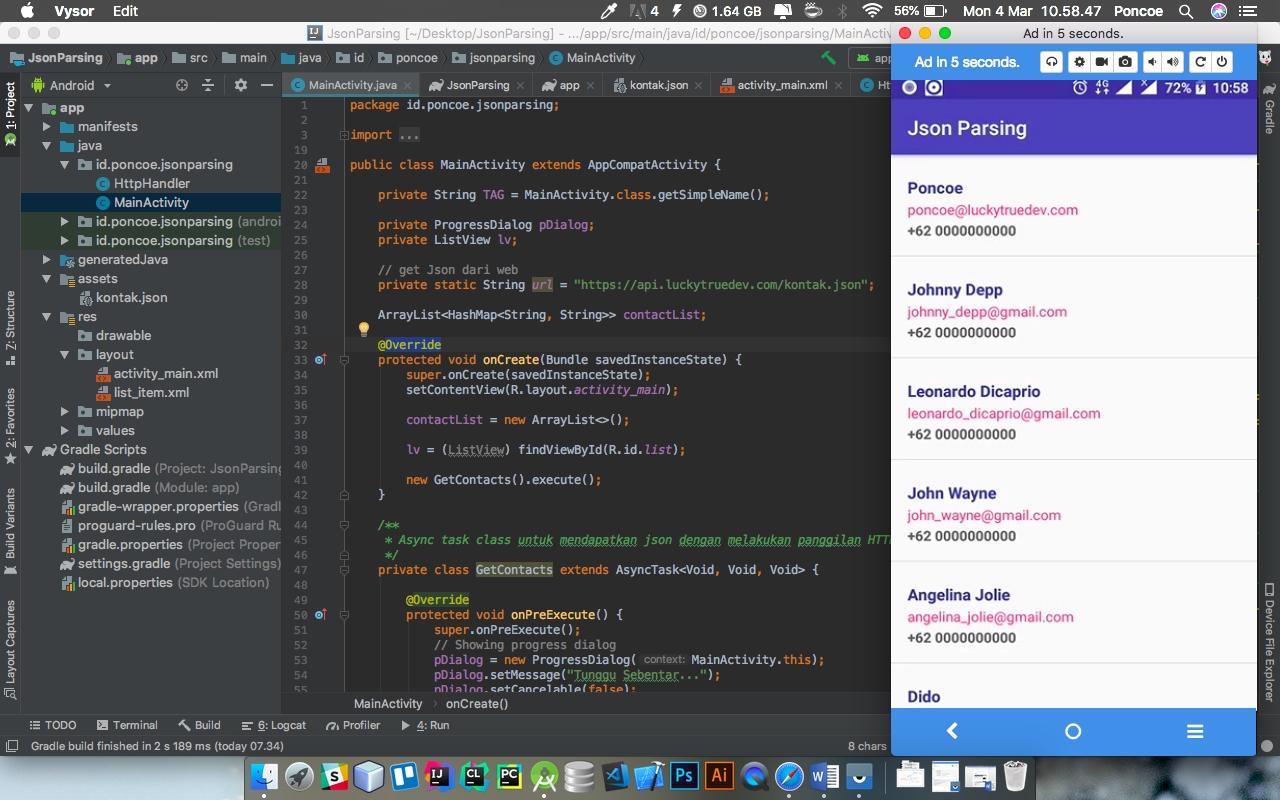 Vysor Edit 4 1.64 GB 56% Mon 4 Mar 10.58.47 Poncoe
JsonParsing [~/Desktop/JsonParsing] - .../app/src/main/java/id/poncoe/jsonparsing/MainActiv
JsonParsing app src main java id poncoe jsonparsing MainActivity app
Android
MainActivity.java JsonParsing app kontak.json activity_main.xml Ht
1: Project
Z: Structure
2: Favorites
Build Variants
Layout Captures
app
manifests
java
id.poncoe.jsonparsing
HttpHandler
MainActivity
id.poncoe.jsonparsing (androi
id.poncoe.jsonparsing (test)
generatedJava
assets
kontak.json
res
drawable
layout
activity_main.xml
list_item.xml
mipmap
values
Gradle Scripts
build.gradle (Project: JsonParsing
build.gradle (Module: app)
gradle-wrapper.properties (Gradl
proguard-rules.pro (ProGuard Ru
gradle.properties (Project Proper
settings.gradle (Project Settings)
local.properties (SDK Location)
1 package id.poncoe.jsonparsing;
2
3 import ...
19
20 public class MainActivity extends AppCompatActivity {
21
22 private String TAG = MainActivity.class.getSimpleName();
23
24 private ProgressDialog pDialog;
25 private ListView lv;
26
27 // get Json dari web
28 private static String url = "https://api.luckytruedev.com/kontak.json";
29
30 ArrayList<HashMap<String, String>> contactList;
31
32 @Override
33 protected void onCreate(Bundle savedInstanceState) {
34 super.onCreate(savedInstanceState);
35 setContentView(R.layout.activity_main);
36
37 contactList = new ArrayList<>();
38
39 lv = (ListView) findViewById(R.id.list);
40
41 new GetContacts().execute();
42 }
43
44 /**
45 * Async task class untuk mendapatkan json dengan melakukan panggilan HTT
46 */
47 private class GetContacts extends AsyncTask<Void, Void, Void> {
48
49 @Override
50 protected void onPreExecute() {
51 super.onPreExecute();
52 // Showing progress dialog
53 pDialog = new ProgressDialog( context: MainActivity.this);
54 pDialog.setMessage("Tunggu Sebentar...");
55 pDialog.setCancelable(false);
MainActivity › onCreate()
TODO Terminal Build 6: Logcat Profiler 4: Run
Gradle build finished in 2 s 189 ms (today 07.34) 8 chars
Ad in 5 seconds.
Ad in 5 seconds.
4G 72% 10:58
Json Parsing
Poncoe
poncoe@luckytruedev.com
+62 0000000000
Johnny Depp
johnny_depp@gmail.com
+62 0000000000
Leonardo Dicaprio
leonardo_dicaprio@gmail.com
+62 0000000000
John Wayne
john_wayne@gmail.com
+62 0000000000
Angelina Jolie
angelina_jolie@gmail.com
+62 0000000000
Dido
Gradle
Device File Explorer
IJ CL PC Ps Ai W